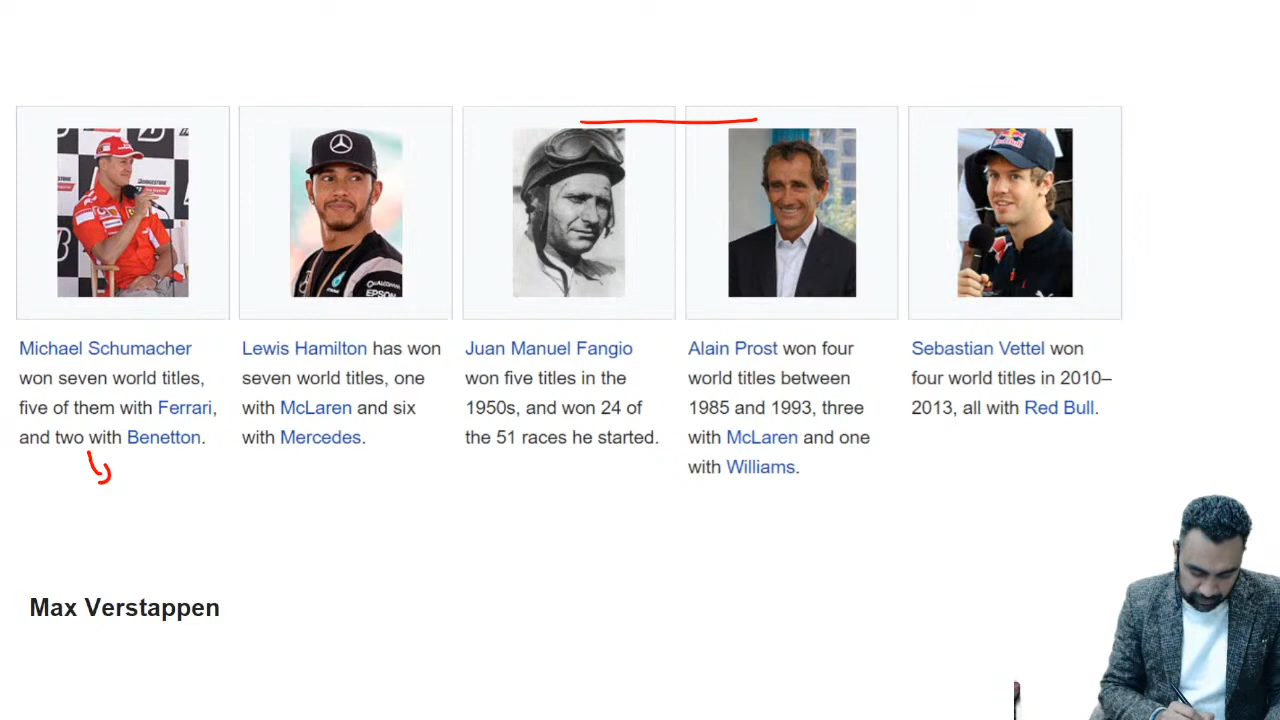 Michael Schumacher
won seven world titles,
five of them with Ferrari,
and two with Benetton.
Lewis Hamilton has won
seven world titles, one
with McLaren and six
with Mercedes.
Juan Manuel Fangio
won five titles in the
1950s, and won 24 of
the 51 races he started.
Alain Prost won four
world titles between
1985 and 1993, three
with McLaren and one
with Williams.
Sebastian Vettel won
four world titles in 2010–
2013, all with Red Bull.
Max Verstappen